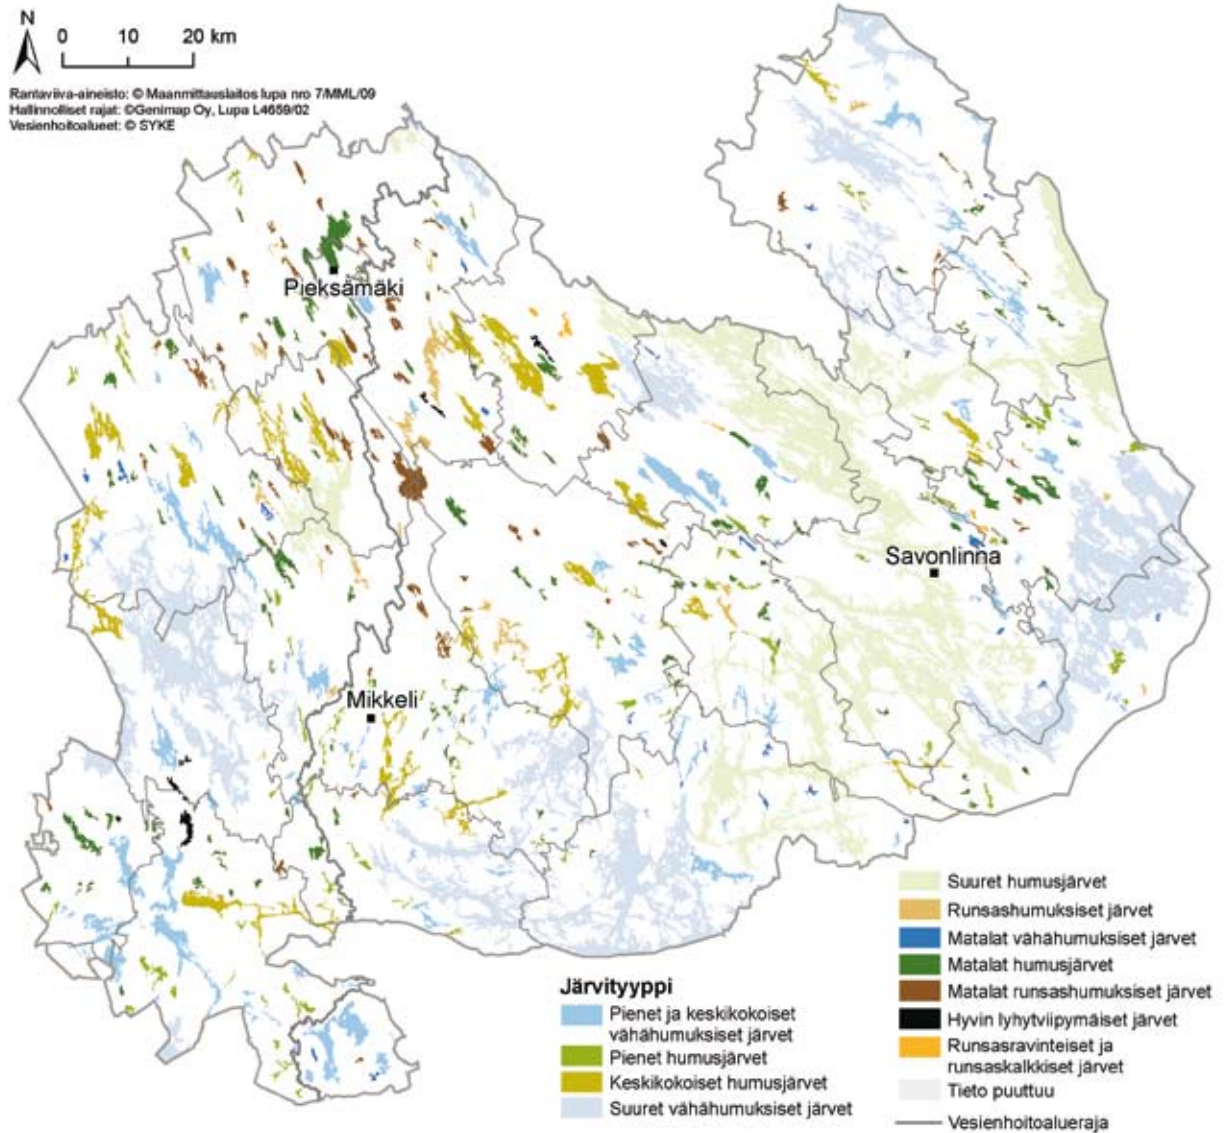 N
0 10 20 km
Rantaviiva-aineisto: © Maanmittauslaitos lupa nro 7/MML/09
Hallinnolliset rajat: ©Genimap Oy, Lupa L4659/02
Vesienhoitoalueet: © SYKE
Pieksämäki
Savonlinna
Mikkeli
Järvityyppi
Pienet ja keskikokoiset
vähähumuksiset järvet
Pienet humusjärvet
Keskikokoiset humusjärvet
Suuret vähähumuksiset järvet
Suuret humusjärvet
Runsashumuksiset järvet
Matalat vähähumuksiset järvet
Matalat humusjärvet
Matalat runsashumuksiset järvet
Hyvin lyhytviipymäiset järvet
Runsasravinteiset ja
runsaskalkkiset järvet
Tieto puuttuu
Vesienhoitoalueraja